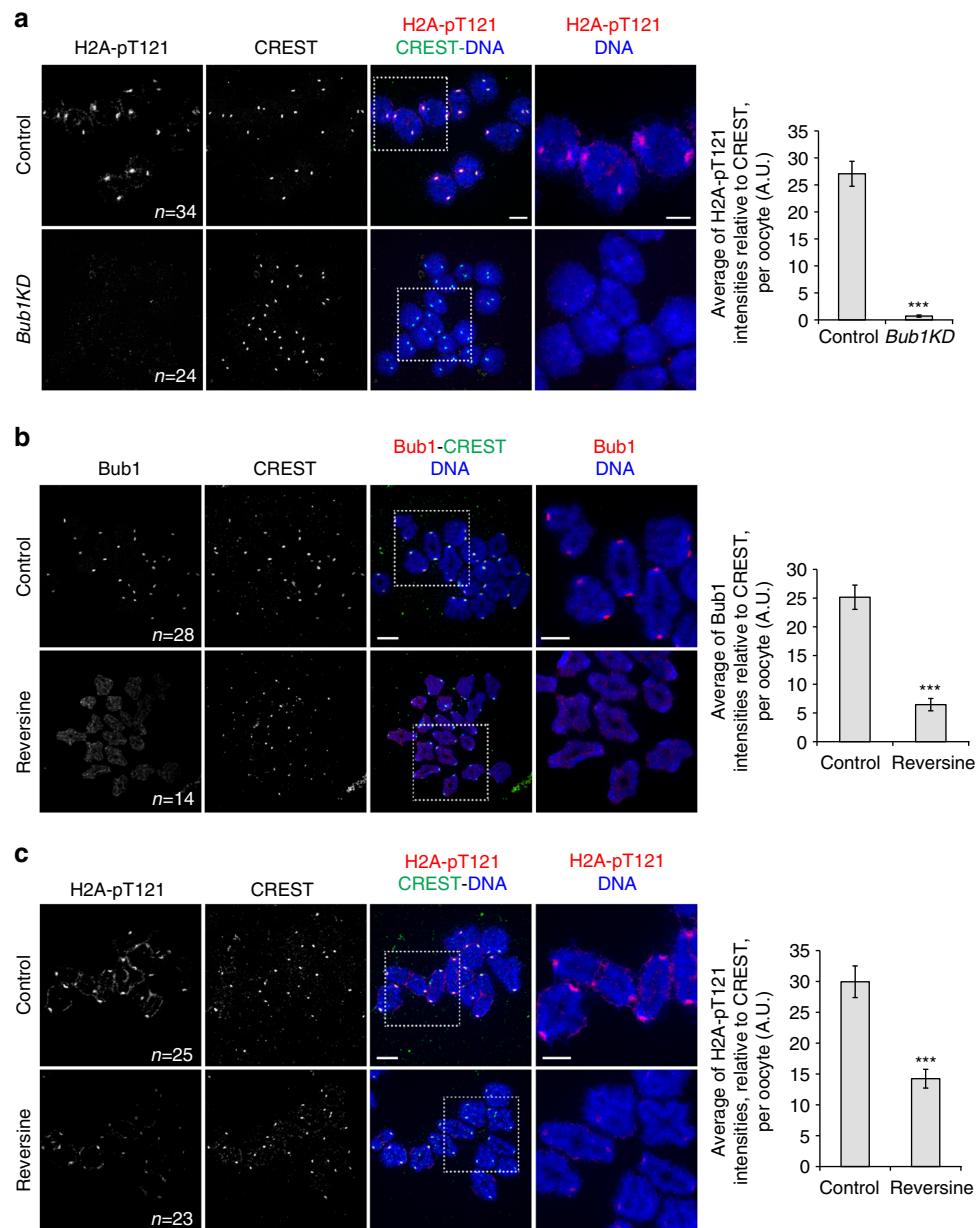 a
H2A-pT121
CREST
H2A-pT121
CREST-DNA
H2A-pT121
DNA
Control
n=34
Bub1KD
n=24
Average of H2A-pT121
intensities relative to CREST,
per oocyte (A.U.)
35
30
25
20
15
10
5
0
***
Control
Bub1KD
b
Bub1
CREST
Bub1-CREST
DNA
Bub1
DNA
Control
n=28
Reversine
n=14
Average of Bub1
intensities relative to CREST,
per oocyte (A.U.)
30
25
20
15
10
5
0
***
Control
Reversine
c
H2A-pT121
CREST
H2A-pT121
CREST-DNA
H2A-pT121
DNA
Control
n=25
Reversine
n=23
Average of H2A-pT121
intensities, relative to CREST,
per oocyte (A.U.)
35
30
25
20
15
10
5
0
***
Control
Reversine